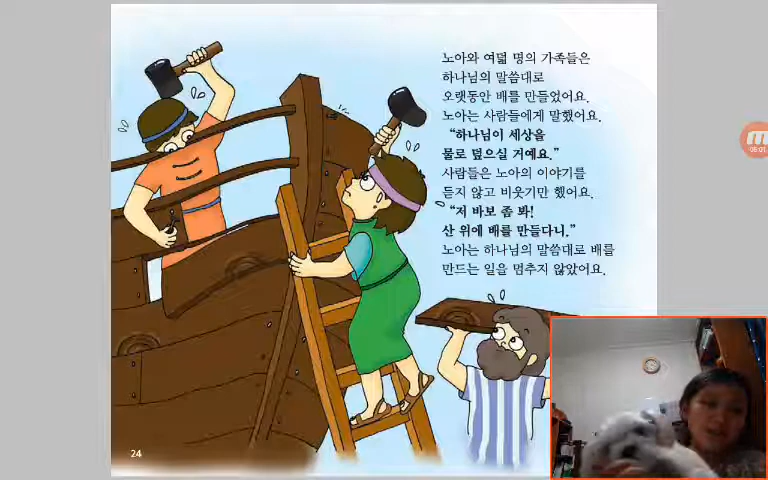 노아와 여덟 명의 가족들은
하나님의 말씀대로
오랫동안 배를 만들었어요.
노아는 사람들에게 말했어요.
“하나님이 세상을
물로 덮으실 거예요.”
사람들은 노아의 이야기를
듣지 않고 비웃기만 했어요.
“저 바보 좀 봐!
산 위에 배를 만들다니.”
노아는 하나님의 말씀대로 배를
만드는 일을 멈추지 않았어요.
24